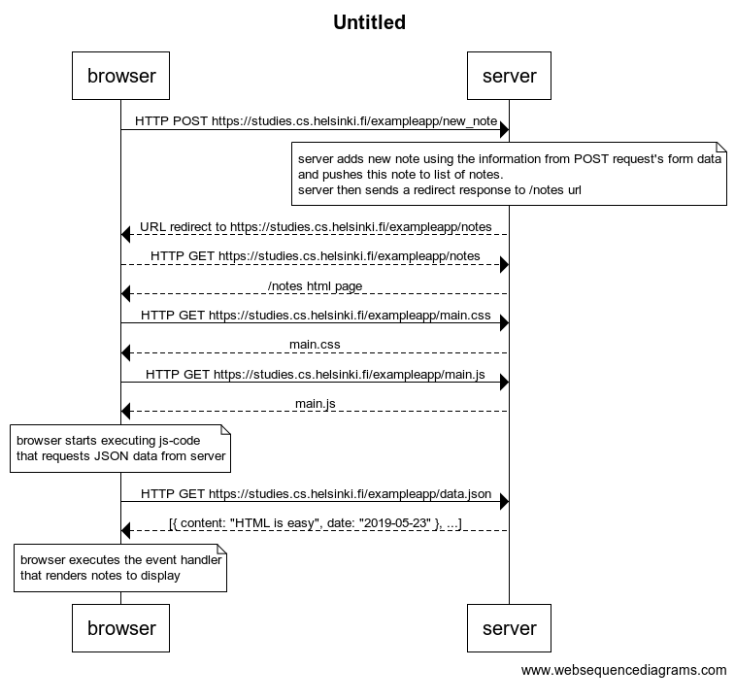 Untitled
browser
server
HTTP POST https://studies.cs.helsinki.fi/exampleapp/new_note
server adds new note using the information from POST request's form data
and pushes this note to list of notes.
server then sends a redirect response to /notes url
URL redirect to https://studies.cs.helsinki.fi/exampleapp/notes
HTTP GET https://studies.cs.helsinki.fi/exampleapp/notes
/notes html page
HTTP GET https://studies.cs.helsinki.fi/exampleapp/main.css
main.css
HTTP GET https://studies.cs.helsinki.fi/exampleapp/main.js
main.js
browser starts executing js-code
that requests JSON data from server
HTTP GET https://studies.cs.helsinki.fi/exampleapp/data.json
[{ content: "HTML is easy", date: "2019-05-23" }, ...]
browser executes the event handler
that renders notes to display
browser
server
www.websequencediagrams.com